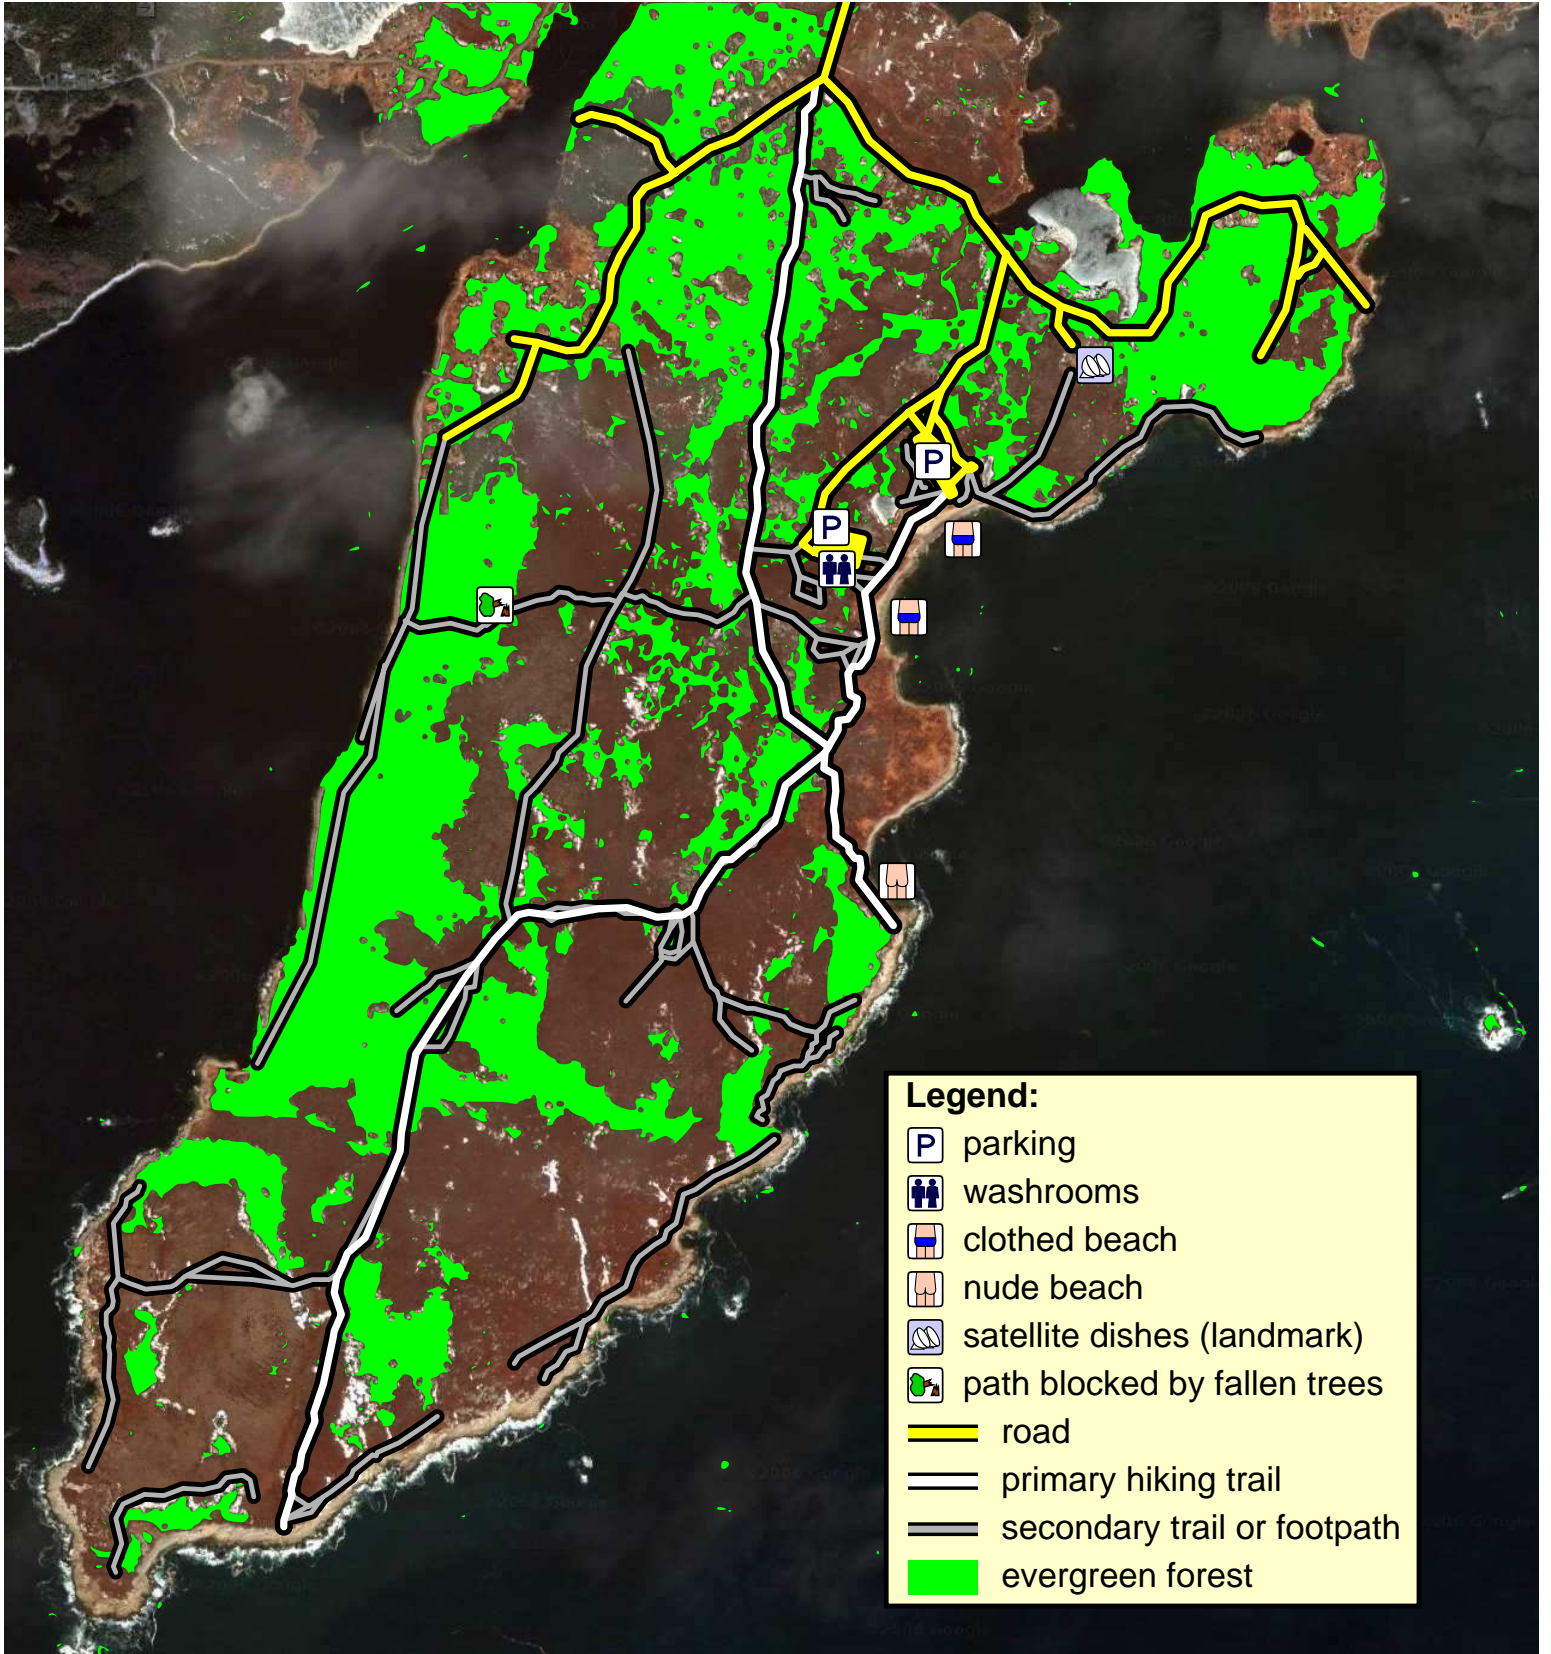 P
P
Legend:
P parking
washrooms
clothed beach
nude beach
satellite dishes (landmark)
path blocked by fallen trees
road
primary hiking trail
secondary trail or footpath
evergreen forest